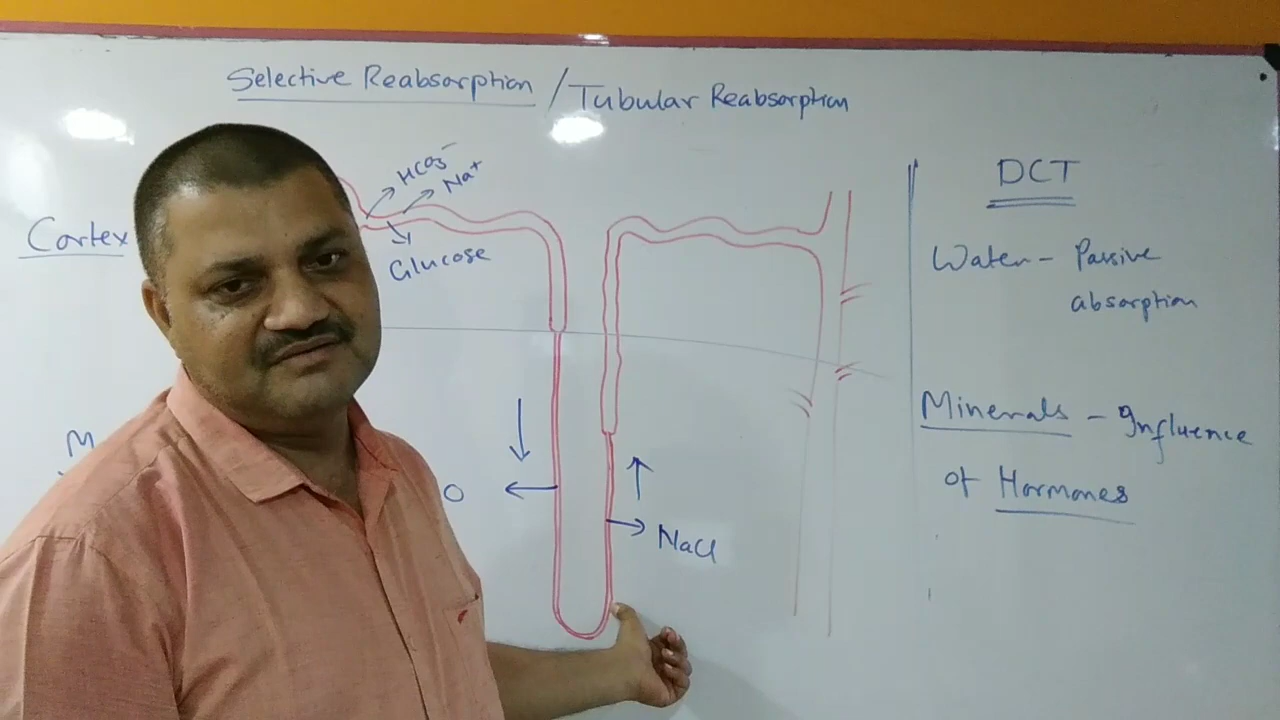 Selective Reabsorption / Tubular Reabsorption
HCO3-
Na+
Glucose
Cortex
M
O
NaCl
DCT
Water - Passive
absorption
Minerals - Influence
of Hormones